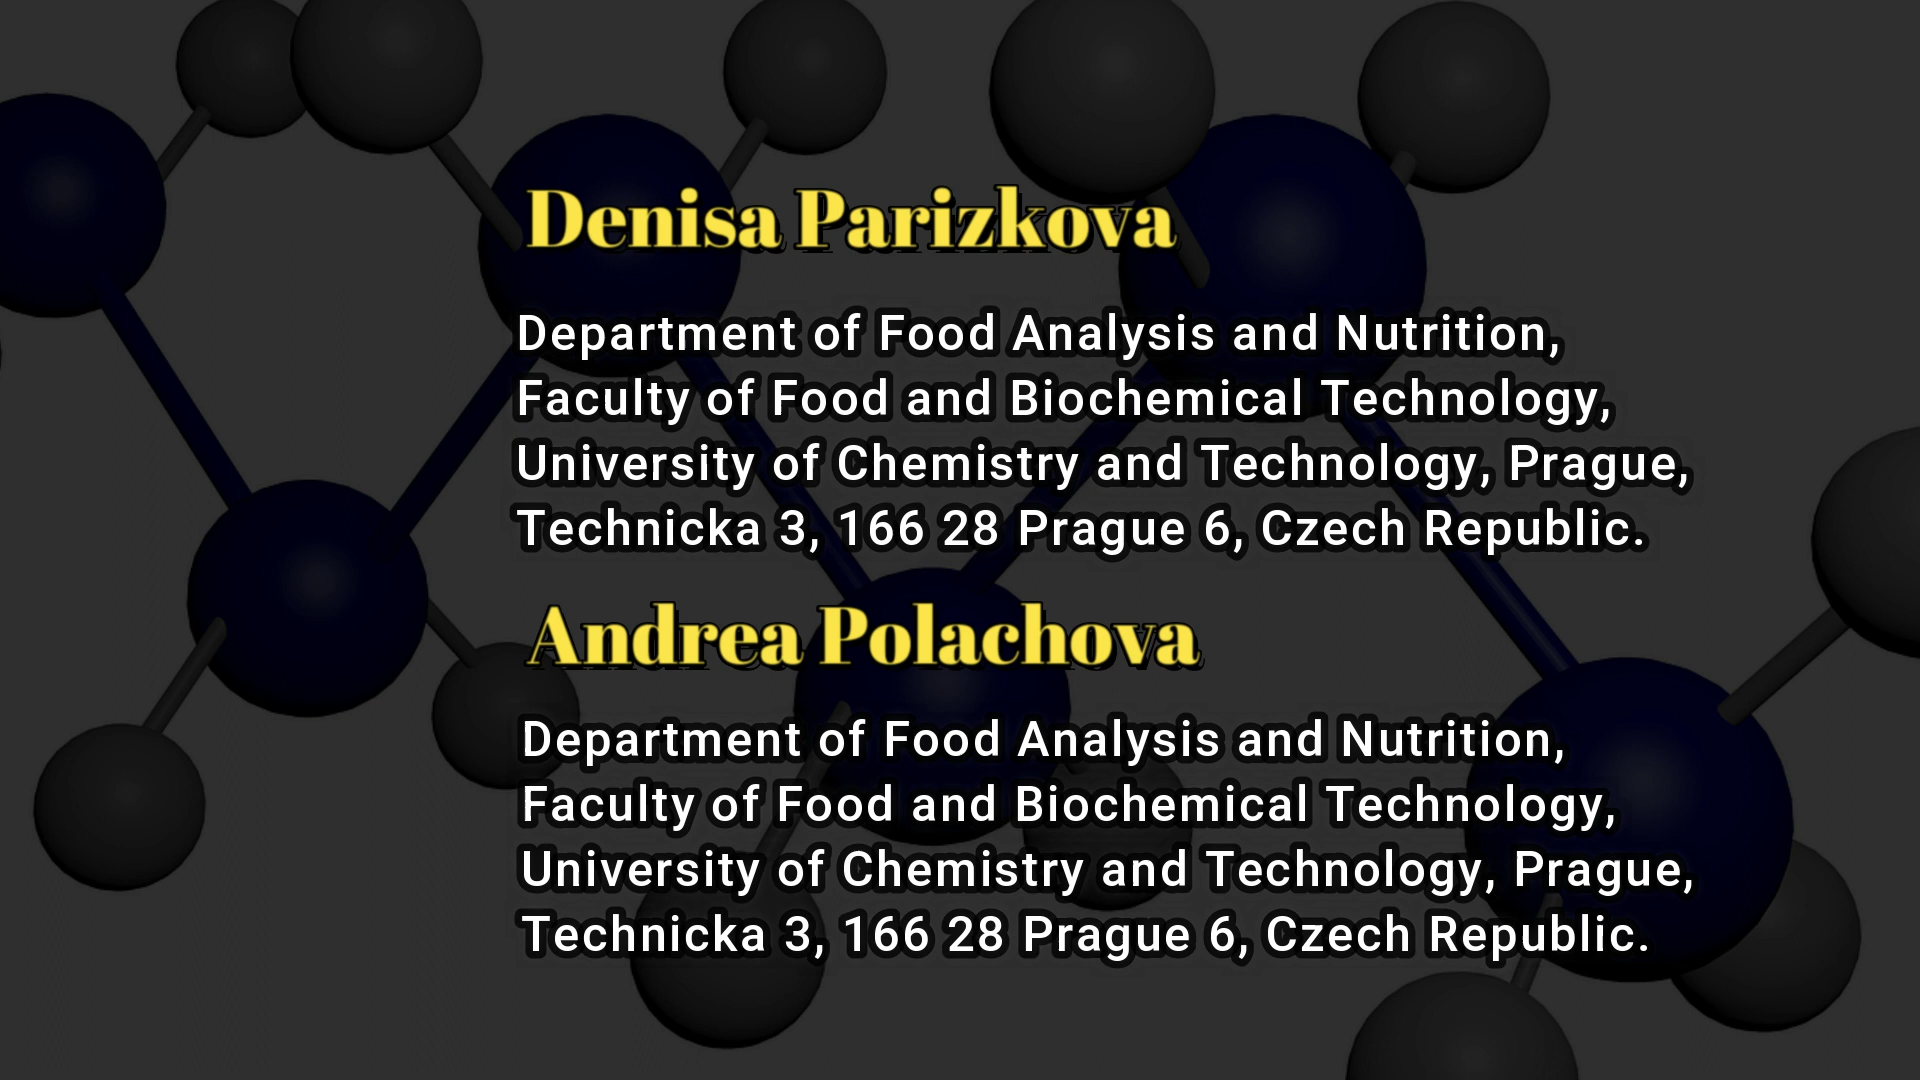 Denisa Parizkova
Department of Food Analysis and Nutrition,
Faculty of Food and Biochemical Technology,
University of Chemistry and Technology, Prague,
Technicka 3, 166 28 Prague 6, Czech Republic.
Andrea Polachova
Department of Food Analysis and Nutrition,
Faculty of Food and Biochemical Technology,
University of Chemistry and Technology, Prague,
Technicka 3, 166 28 Prague 6, Czech Republic.